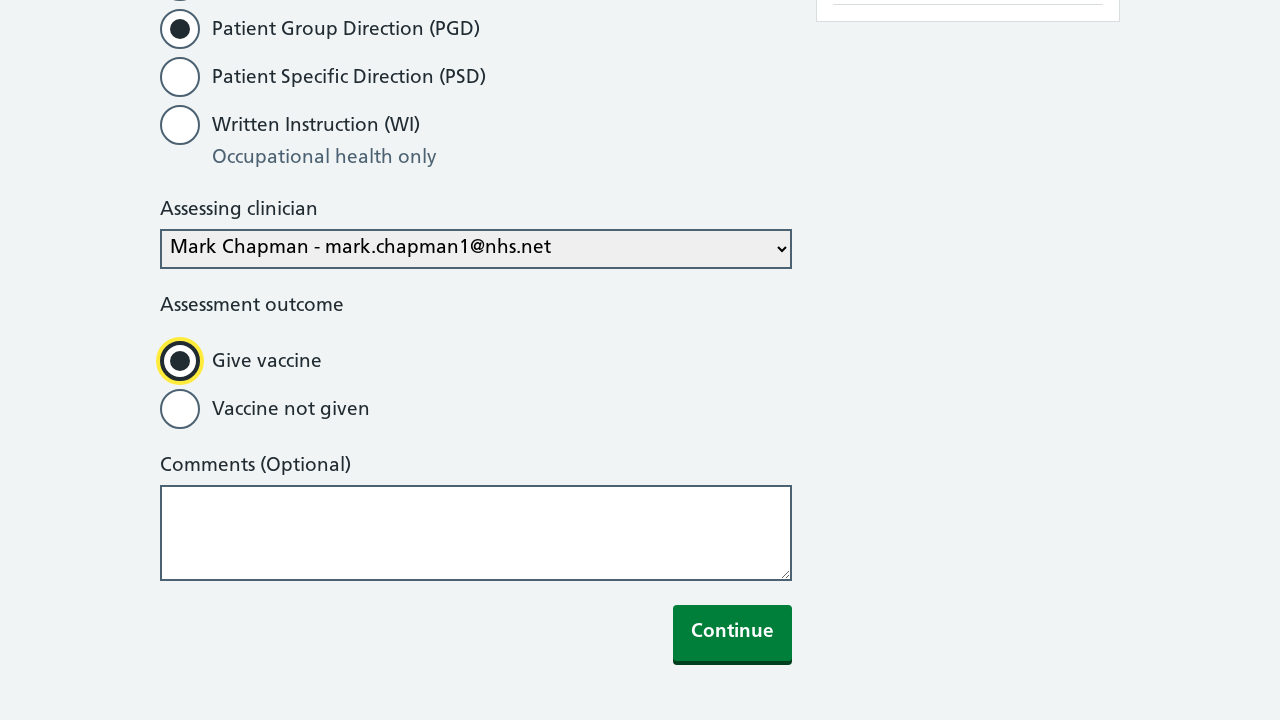 Patient Group Direction (PGD)
Patient Specific Direction (PSD)
Written Instruction (WI)
Occupational health only
Assessing clinician
Mark Chapman - mark.chapman1@nhs.net
Assessment outcome
Give vaccine
Vaccine not given
Comments (Optional)
Continue